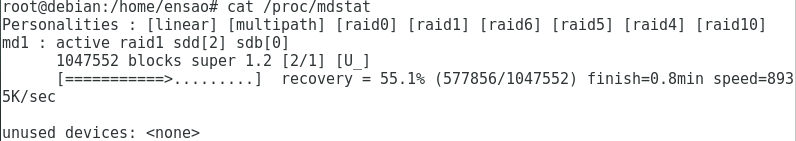 root@debian:/home/ensao# cat /proc/mdstat
Personalities : [linear] [multipath] [raid0] [raid1] [raid6] [raid5] [raid4] [raid10]
md1 : active raid1 sdd[2] sdb[0]
      1047552 blocks super 1.2 [2/1] [U_]
      [===========>.........]  recovery = 55.1% (577856/1047552) finish=0.8min speed=893
5K/sec

unused devices: <none>